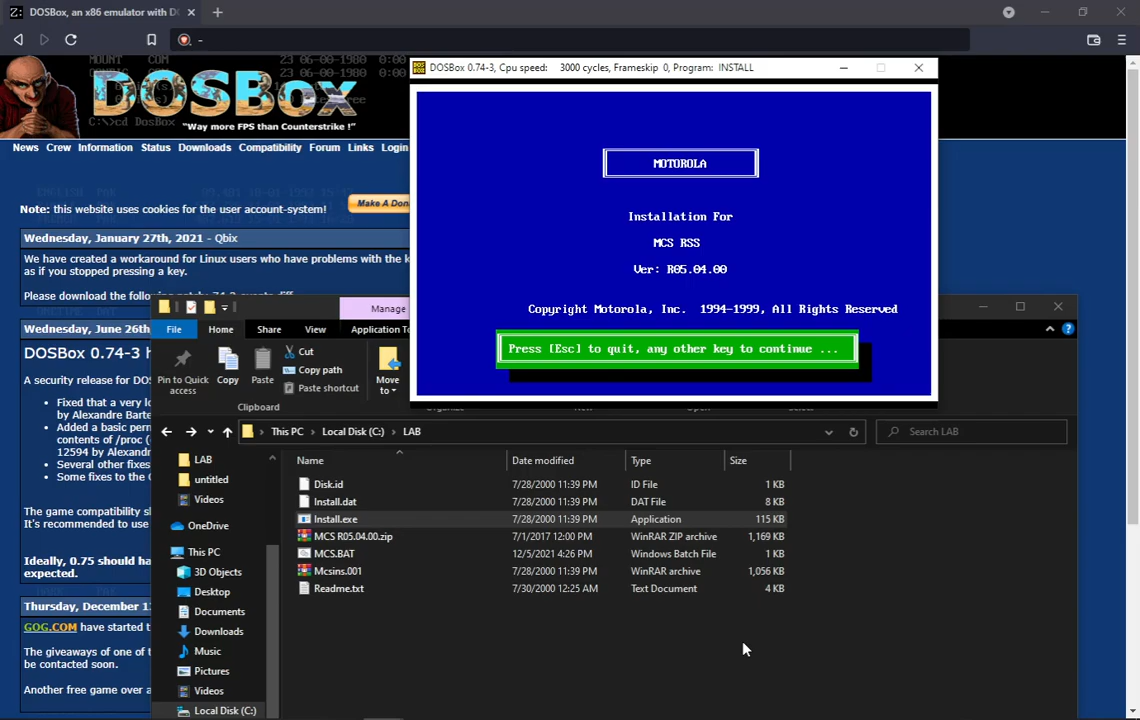 DOSBox, an x86 emulator with DO
-
MOUNT COM 23 06-00-1980 0:00
DOSBOX
"Way more FPS than Counterstrike !"
C:\>cd DosBox
News Crew Information Status Downloads Compatibility Forum Links Login
Note: this website uses cookies for the user account-system!
Make A Don
Wednesday, January 27th, 2021 - Qbix
We have created a workaround for Linux users who have problems with the k
as if you stopped pressing a key.
Please download the following
Wednesday, June 26th,
DOSBox 0.74-3 h
A security release for DOS
Fixed that a very lo
by Alexandre Barte
Added a basic perm
contents of /proc (
12594 by Alexand
Several other fixes
Some fixes to the
The game compatibility s
It's recommended to use
Ideally, 0.75 should ha
expected.
Thursday, December 1
GOG.COM have started t
The giveaways of one of t
be contacted soon.
Another free game over a
DOSBox 0.74-3, Cpu speed: 3000 cycles, Frameskip 0, Program: INSTALL
MOTOROLA
Installation For
MCS RSS
Ver: R05.04.00
Copyright Motorola, Inc. 1994-1999, All Rights Reserved
Press [Esc] to quit, any other key to continue ...
Manage
File Home Share View Application To
Pin to Quick access
Copy
Paste
Cut
Copy path
Paste shortcut
Move to
Clipboard
This PC Local Disk (C:) LAB
Search LAB
LAB
untitled
Videos
OneDrive
This PC
3D Objects
Desktop
Documents
Downloads
Music
Pictures
Videos
Local Disk (C:)
Name Date modified Type Size
Disk.id 7/28/2000 11:39 PM ID File 1 KB
Install.dat 7/28/2000 11:39 PM DAT File 8 KB
Install.exe 7/28/2000 11:39 PM Application 115 KB
MCS R05.04.00.zip 7/1/2017 12:00 PM WinRAR ZIP archive 1,169 KB
MCS.BAT 12/5/2021 4:26 PM Windows Batch File 1 KB
Mcsins.001 7/28/2000 11:39 PM WinRAR archive 1,056 KB
Readme.txt 7/30/2000 12:25 AM Text Document 4 KB